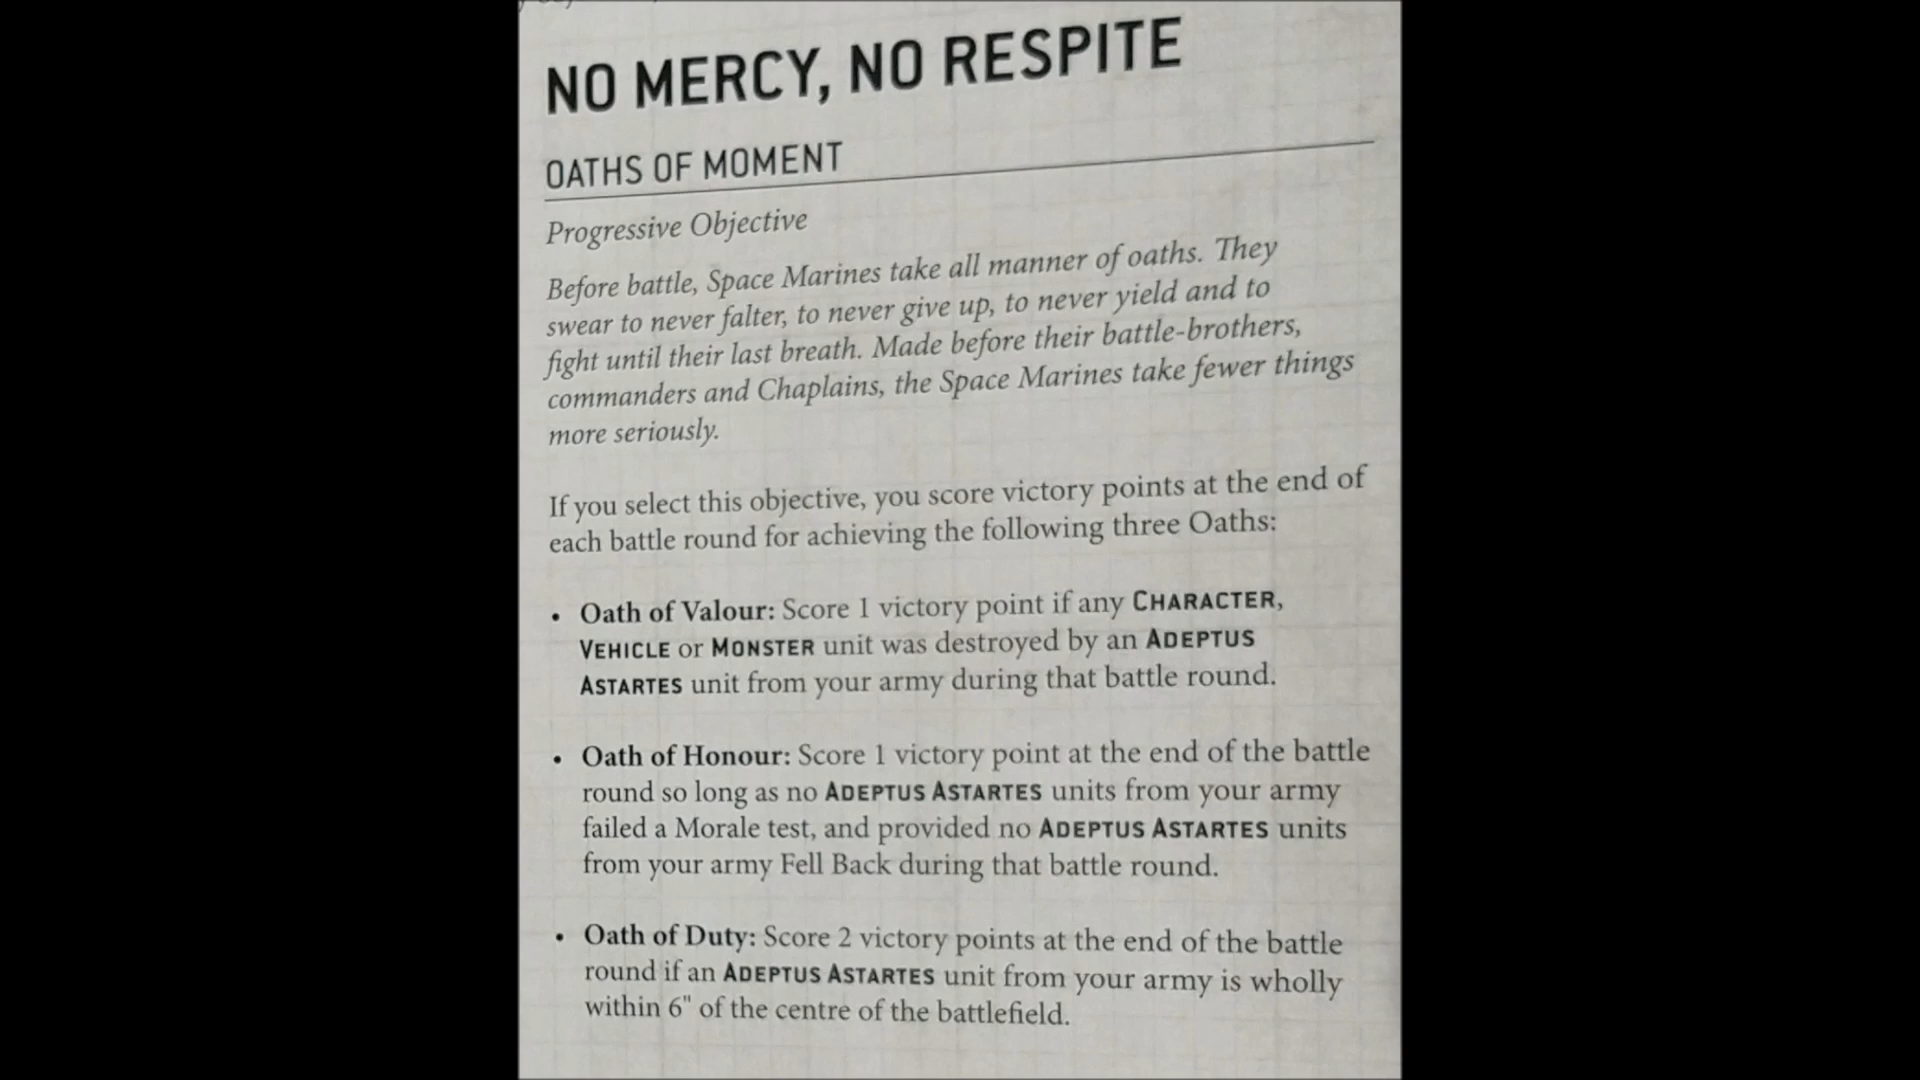 NO MERCY, NO RESPITE
OATHS OF MOMENT
Progressive Objective
Before battle, Space Marines take all manner of oaths. They
swear to never falter, to never give up, to never yield and to
fight until their last breath. Made before their battle-brothers,
commanders and Chaplains, the Space Marines take fewer things
more seriously.
If you select this objective, you score victory points at the end of
each battle round for achieving the following three Oaths:
• Oath of Valour: Score 1 victory point if any CHARACTER,
VEHICLE or MONSTER unit was destroyed by an ADEPTUS
ASTARTES unit from your army during that battle round.
• Oath of Honour: Score 1 victory point at the end of the battle
round so long as no ADEPTUS ASTARTES units from your army
failed a Morale test, and provided no ADEPTUS ASTARTES units
from your army Fell Back during that battle round.
• Oath of Duty: Score 2 victory points at the end of the battle
round if an ADEPTUS ASTARTES unit from your army is wholly
within 6" of the centre of the battlefield.